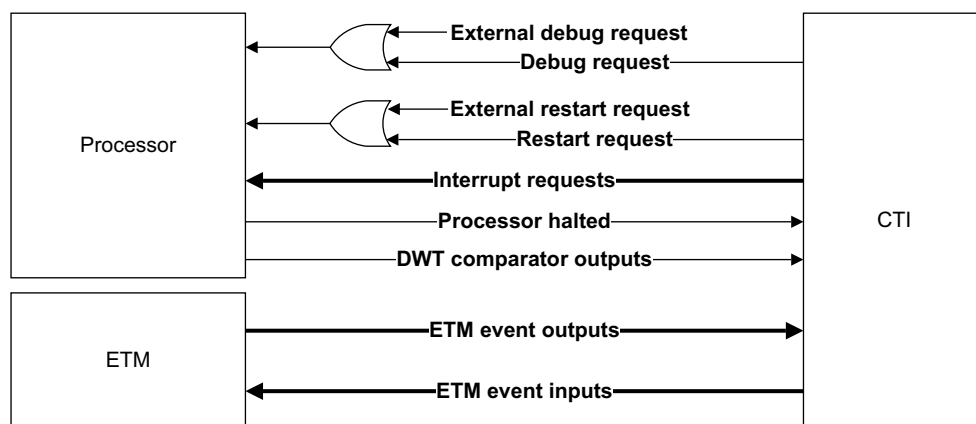 External debug request
Debug request
External restart request
Processor
Restart request
Interrupt requests
Processor halted
CTI
DWT comparator outputs
ETM event outputs
ETM
ETM event inputs